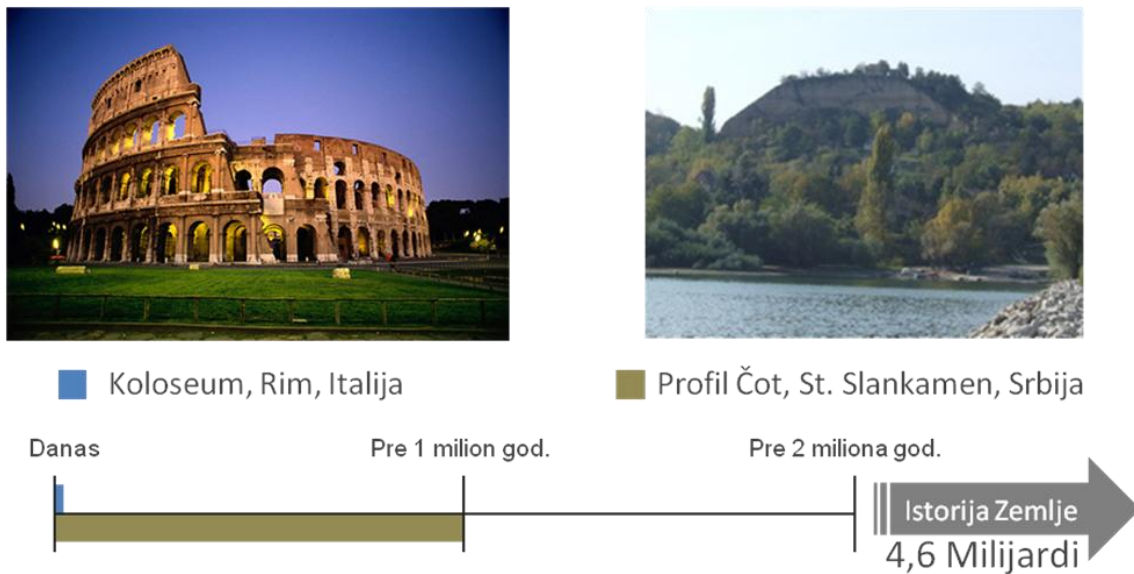 Koloseum, Rim, Italija
Profil Čot, St. Slankamen, Srbija
Danas
Pre 1 milion god.
Pre 2 miliona god.
Istorija Zemlje
4,6 Milijardi